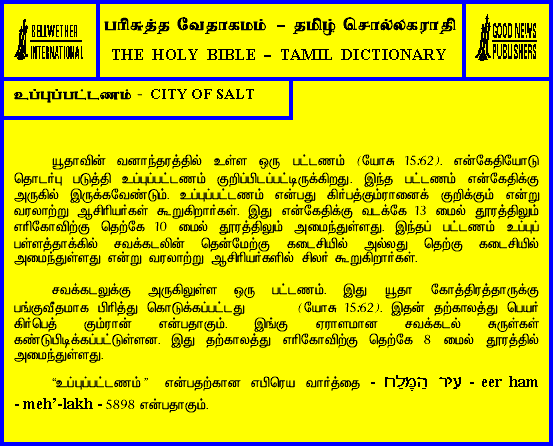 BELLWETHER
INTERNATIONAL
பரிசுத்த வேதாகமம் – தமிழ் சொல்லகராதி
THE HOLY BIBLE – TAMIL DICTIONARY
GOOD NEWS
PUBLISHERS
உப்புப்பட்டணம் - CITY OF SALT
யூதாவின் வனாந்தரத்தில் உள்ள ஒரு பட்டணம் (யோசு 15:62). என்கேதியோடு
தொடர்பு படுத்தி உப்புப்பட்டணம் குறிப்பிடப்பட்டிருக்கிறது. இந்த பட்டணம் என்கேதிக்கு
அருகில் இருக்கவேண்டும். உப்புப்பட்டணம் என்பது கிர்பத்கும்ரானைக் குறிக்கும் என்று
வரலாற்று ஆசிரியர்கள் கூறுகிறார்கள். இது என்கேதிக்கு வடக்கே 13 மைல் தூரத்திலும்
எரிகோவிற்கு தெற்கே 10 மைல் தூரத்திலும் அமைந்துள்ளது. இந்தப் பட்டணம் உப்புப்
பள்ளத்தாக்கில் சவக்கடலின் தென்மேற்கு கடைசியில் அல்லது தெற்கு கடைசியில்
அமைந்துள்ளது என்று வரலாற்று ஆசிரியர்களில் சிலர் கூறுகிறார்கள்.
சவக்கடலுக்கு அருகிலுள்ள ஒரு பட்டணம். இது யூதா கோத்திரத்தாருக்கு
பங்குவீதமாக பிரித்து கொடுக்கப்பட்டது (யோசு 15:62). இதன் தற்காலத்து பெயர்
கிர்பெத் கும்ரான் என்பதாகும். இங்கு ஏராளமான சவக்கடல் சுருள்கள்
கண்டுபிடிக்கப்பட்டுள்ளன. இது தற்காலத்து எரிகோவிற்கு தெற்கே 8 மைல் தூரத்தில்
அமைந்துள்ளது.
“உப்புப்பட்டணம்” என்பதற்கான எபிரெய வார்த்தை - עִיר הַמֶּלַח - eer ham
- meh’-lakh - 5898 என்பதாகும்.